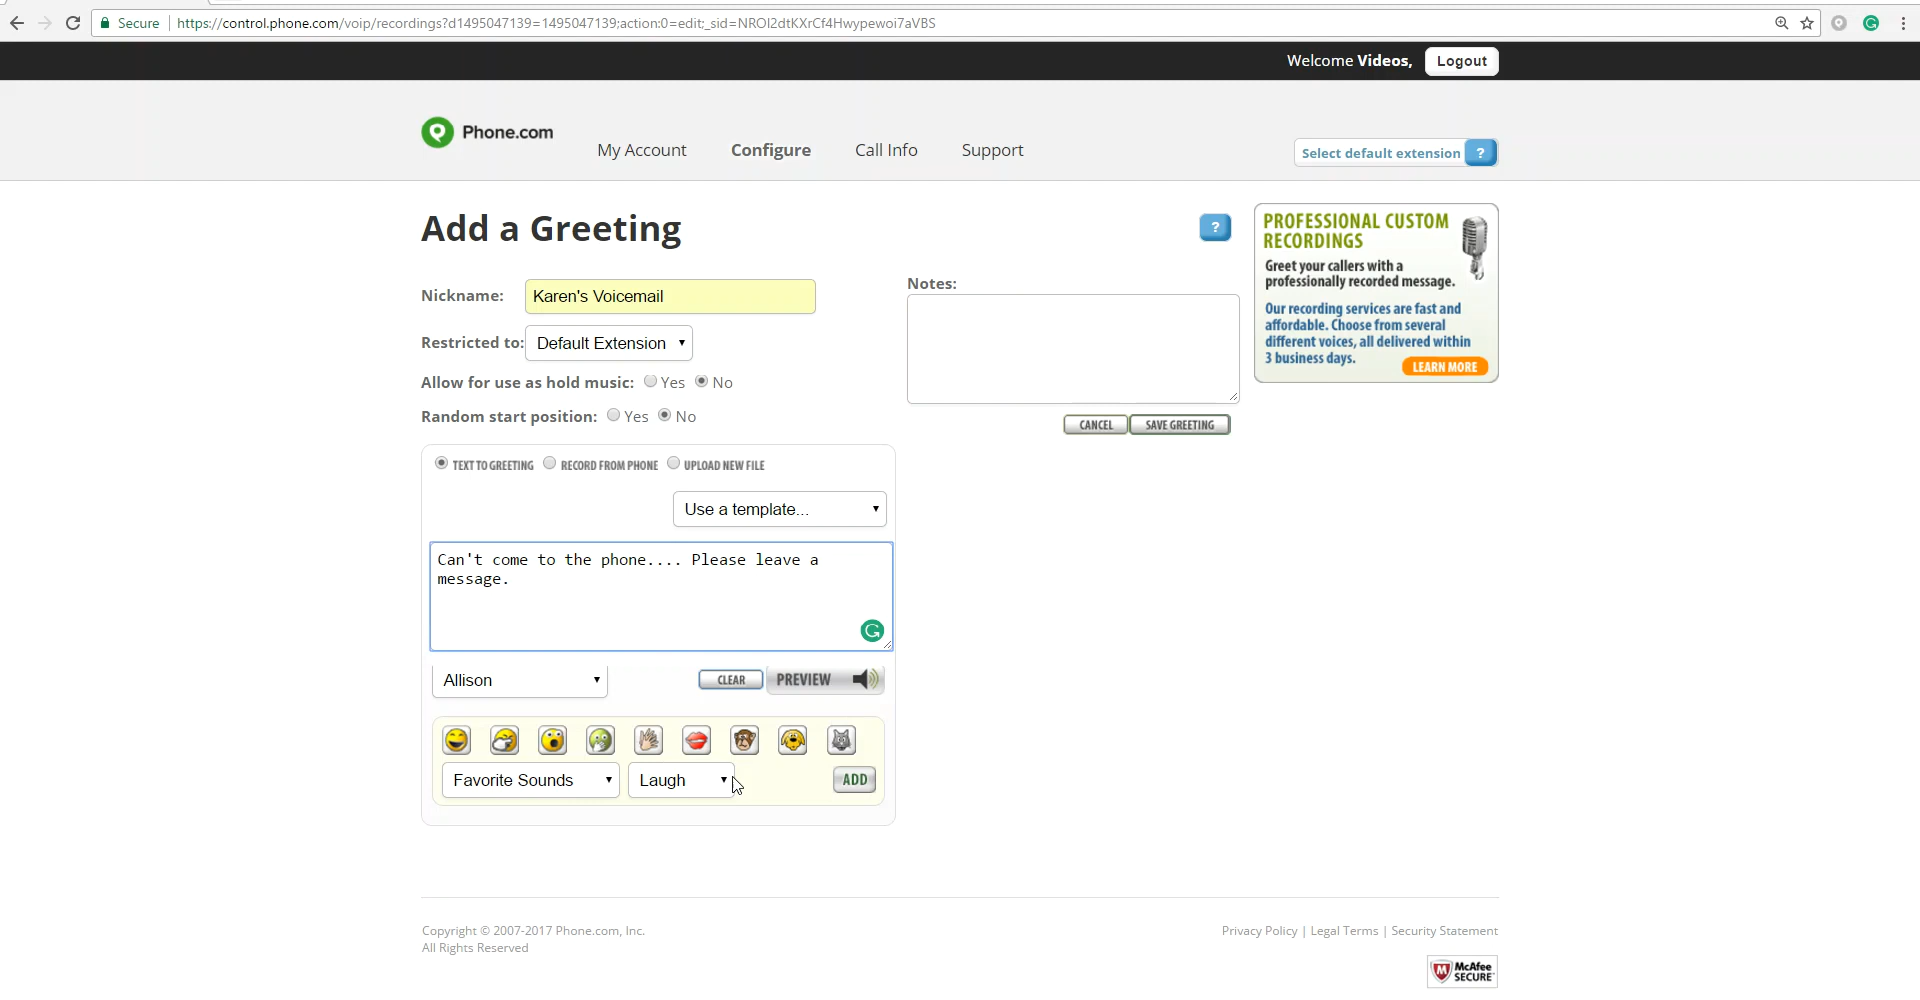 Secure https://control.phone.com/voip/recordings?d1495047139=1495047139;action:0=edit;_sid=NROI2dtKXrCf4Hwypewoi7aVBS
Welcome Videos, Logout
Phone.com
My Account Configure Call Info Support
Select default extension ?
Add a Greeting
?
Nickname: Karen's Voicemail
Restricted to: Default Extension
Allow for use as hold music: Yes No
Random start position: Yes No
TEXT TO GREETING RECORD FROM PHONE UPLOAD NEW FILE
Use a template...
Can't come to the phone.... Please leave a
message.
Allison CLEAR PREVIEW
Favorite Sounds Laugh ADD
Notes:
CANCEL SAVE GREETING
PROFESSIONAL CUSTOM
RECORDINGS
Greet your callers with a
professionally recorded message.
Our recording services are fast and
affordable. Choose from several
different voices, all delivered within
3 business days.
LEARN MORE
Copyright © 2007-2017 Phone.com, Inc.
All Rights Reserved
Privacy Policy | Legal Terms | Security Statement
McAfee
SECURE